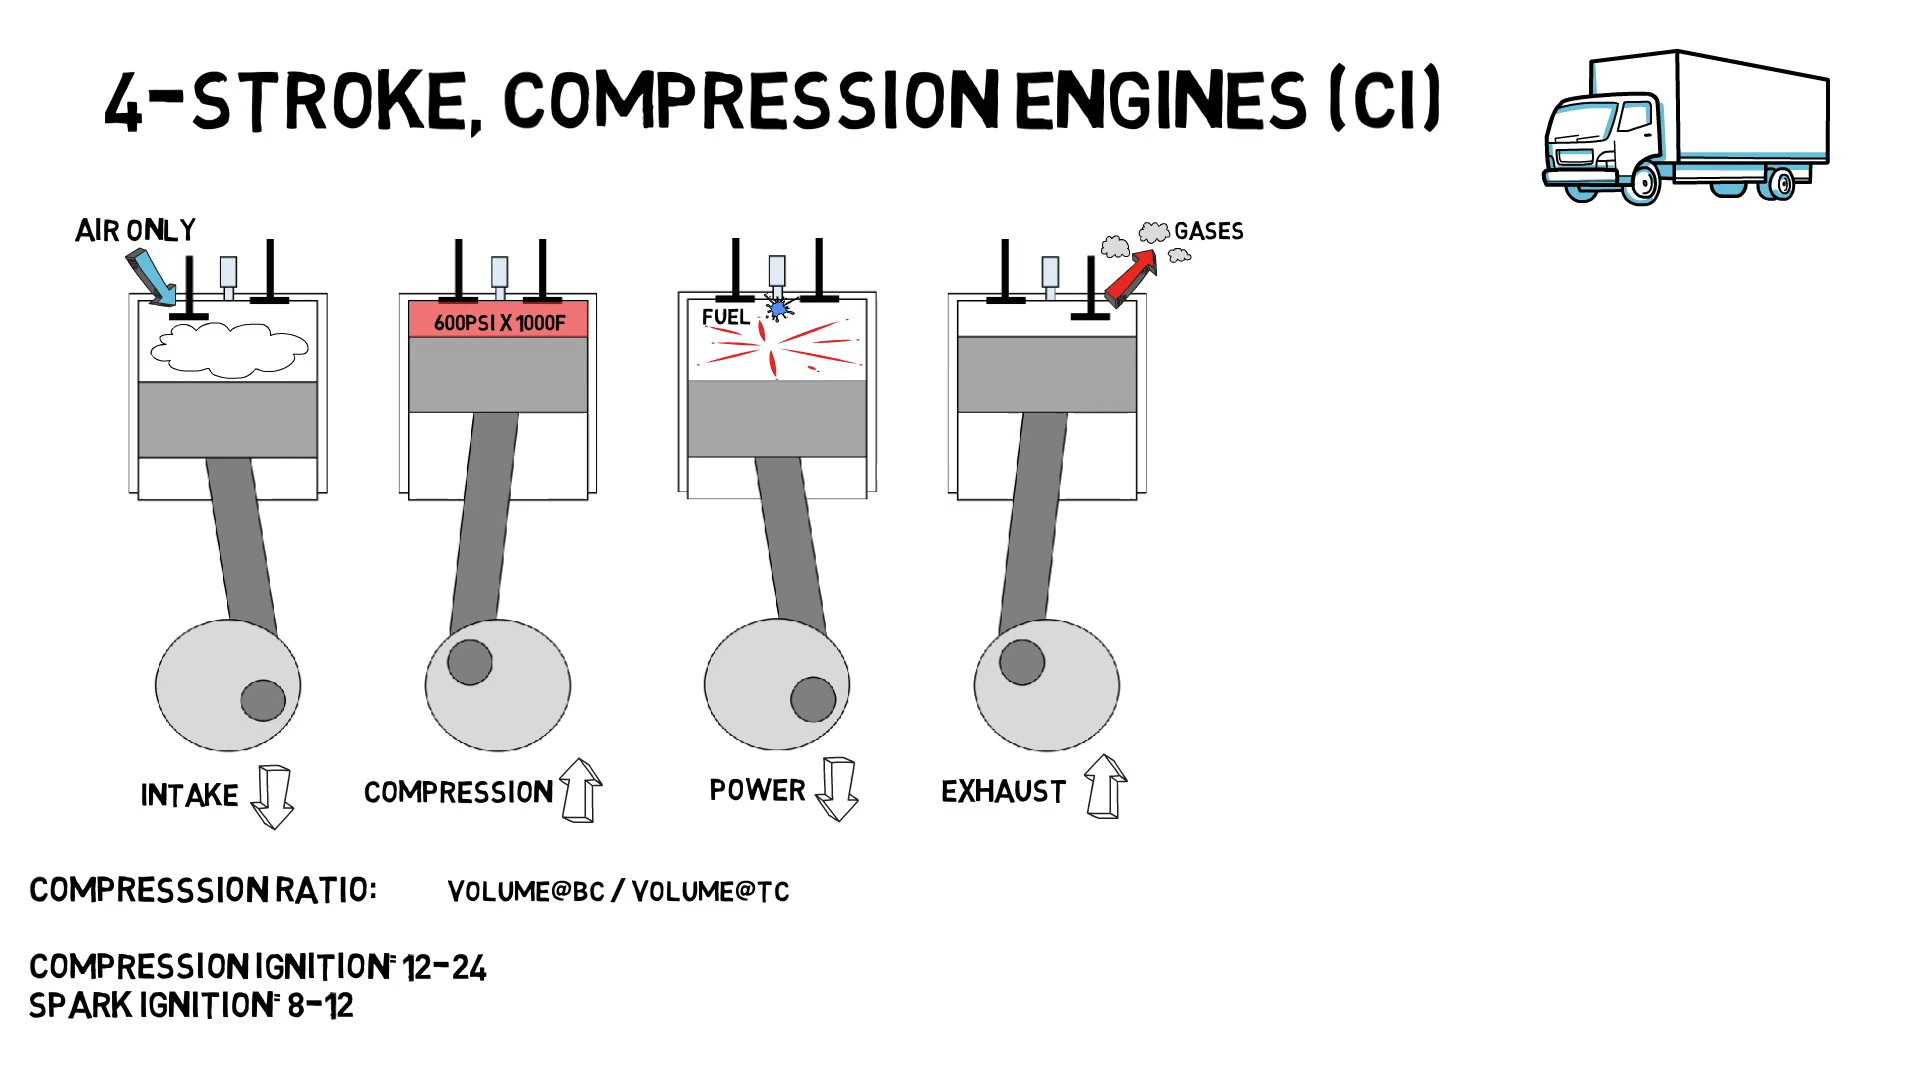 4-STROKE, COMPRESSION ENGINES (CI)
AIR ONLY
GASES
600PSI X 1000F
FUEL
INTAKE
COMPRESSION
POWER
EXHAUST
COMPRESSSION RATIO: VOLUME@BC / VOLUME@TC
COMPRESSION IGNITION= 12-24
SPARK IGNITION= 8-12